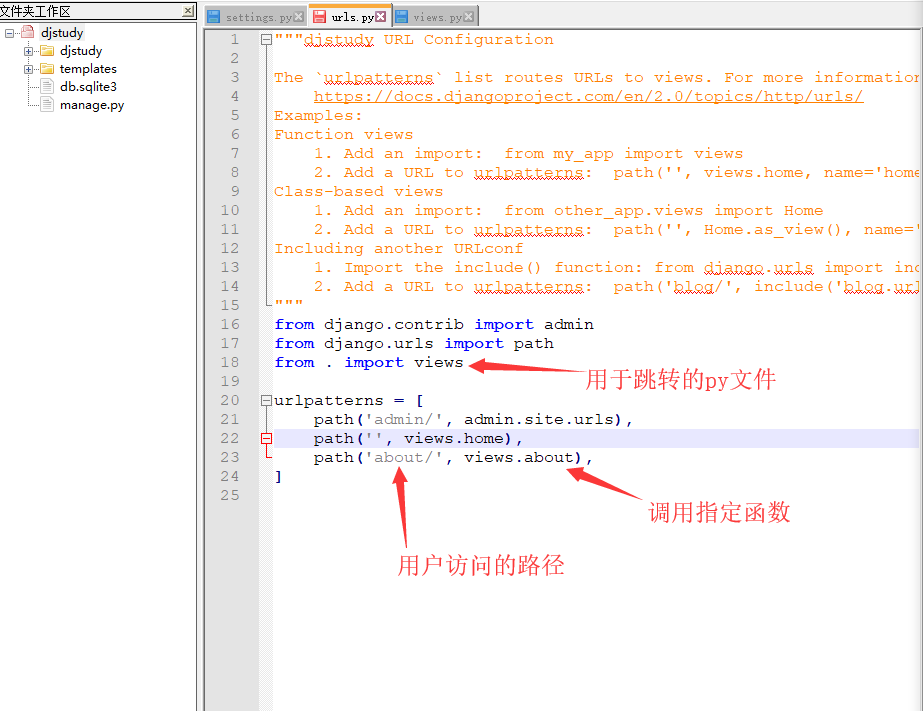 文件夹工作区
djstudy
djstudy
templates
db.sqlite3
manage.py
settings.py
urls.py
views.py
1 """djstudy URL Configuration
2
3 The `urlpatterns` list routes URLs to views. For more information
4 https://docs.djangoproject.com/en/2.0/topics/http/urls/
5 Examples:
6 Function views
7 1. Add an import:  from my_app import views
8 2. Add a URL to urlpatterns:  path('', views.home, name='home
9 Class-based views
10 1. Add an import:  from other_app.views import Home
11 2. Add a URL to urlpatterns:  path('', Home.as_view(), name='
12 Including another URLconf
13 1. Import the include() function: from django.urls import inc
14 2. Add a URL to urlpatterns:  path('blog/', include('blog.url
15 """
16 from django.contrib import admin
17 from django.urls import path
18 from . import views
用于跳转的py文件
19
20 urlpatterns = [
21 path('admin/', admin.site.urls),
22 path('', views.home),
23 path('about/', views.about),
24 ]
25
调用指定函数
用户访问的路径